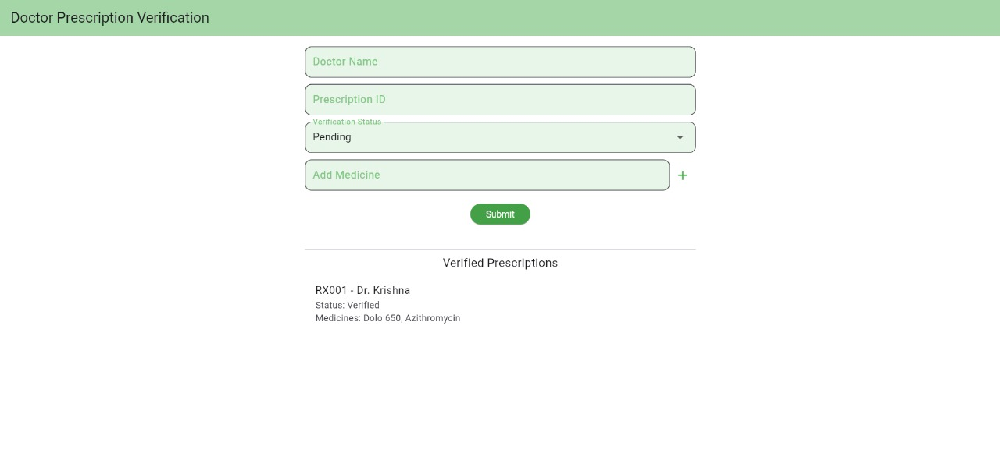 Doctor Prescription Verification
Doctor Name
Prescription ID
Verification Status
Pending
Add Medicine
Submit
Verified Prescriptions
RX001 - Dr. Krishna
Status: Verified
Medicines: Dolo 650, Azithromycin